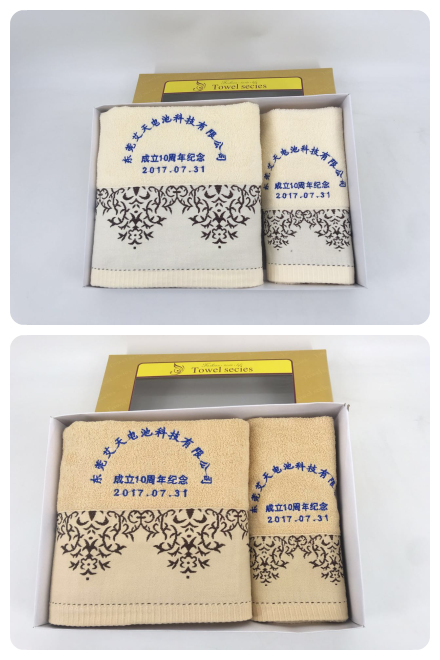 Towel secies
长莞艾天电池科技有限公司
成立10周年纪念
2017.07.31
长莞艾天电池科技有限公司
成立10周年纪念
2017.07.31
Towel secies
东莞艾天电池科技有限公司
成立10周年纪念
2017.07.31
东莞艾天电池科技有限
成立10周年纪念
2017.07.31